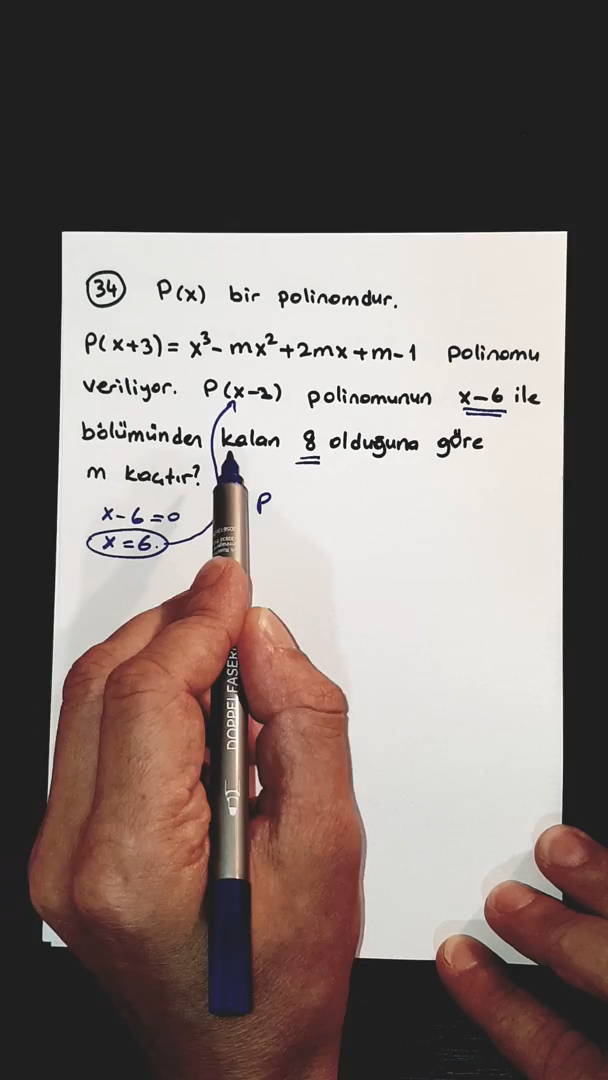 34 P(x) bir polinomdur.
P(x+3) = x³ - mx² + 2mx + m - 1 polinomu
veriliyor. P(x-2) polinomunun x-6 ile
bölümünden kalan 8 olduğuna göre
m kaçtır?
x-6=0 P
x=6.
DOPPELFASER